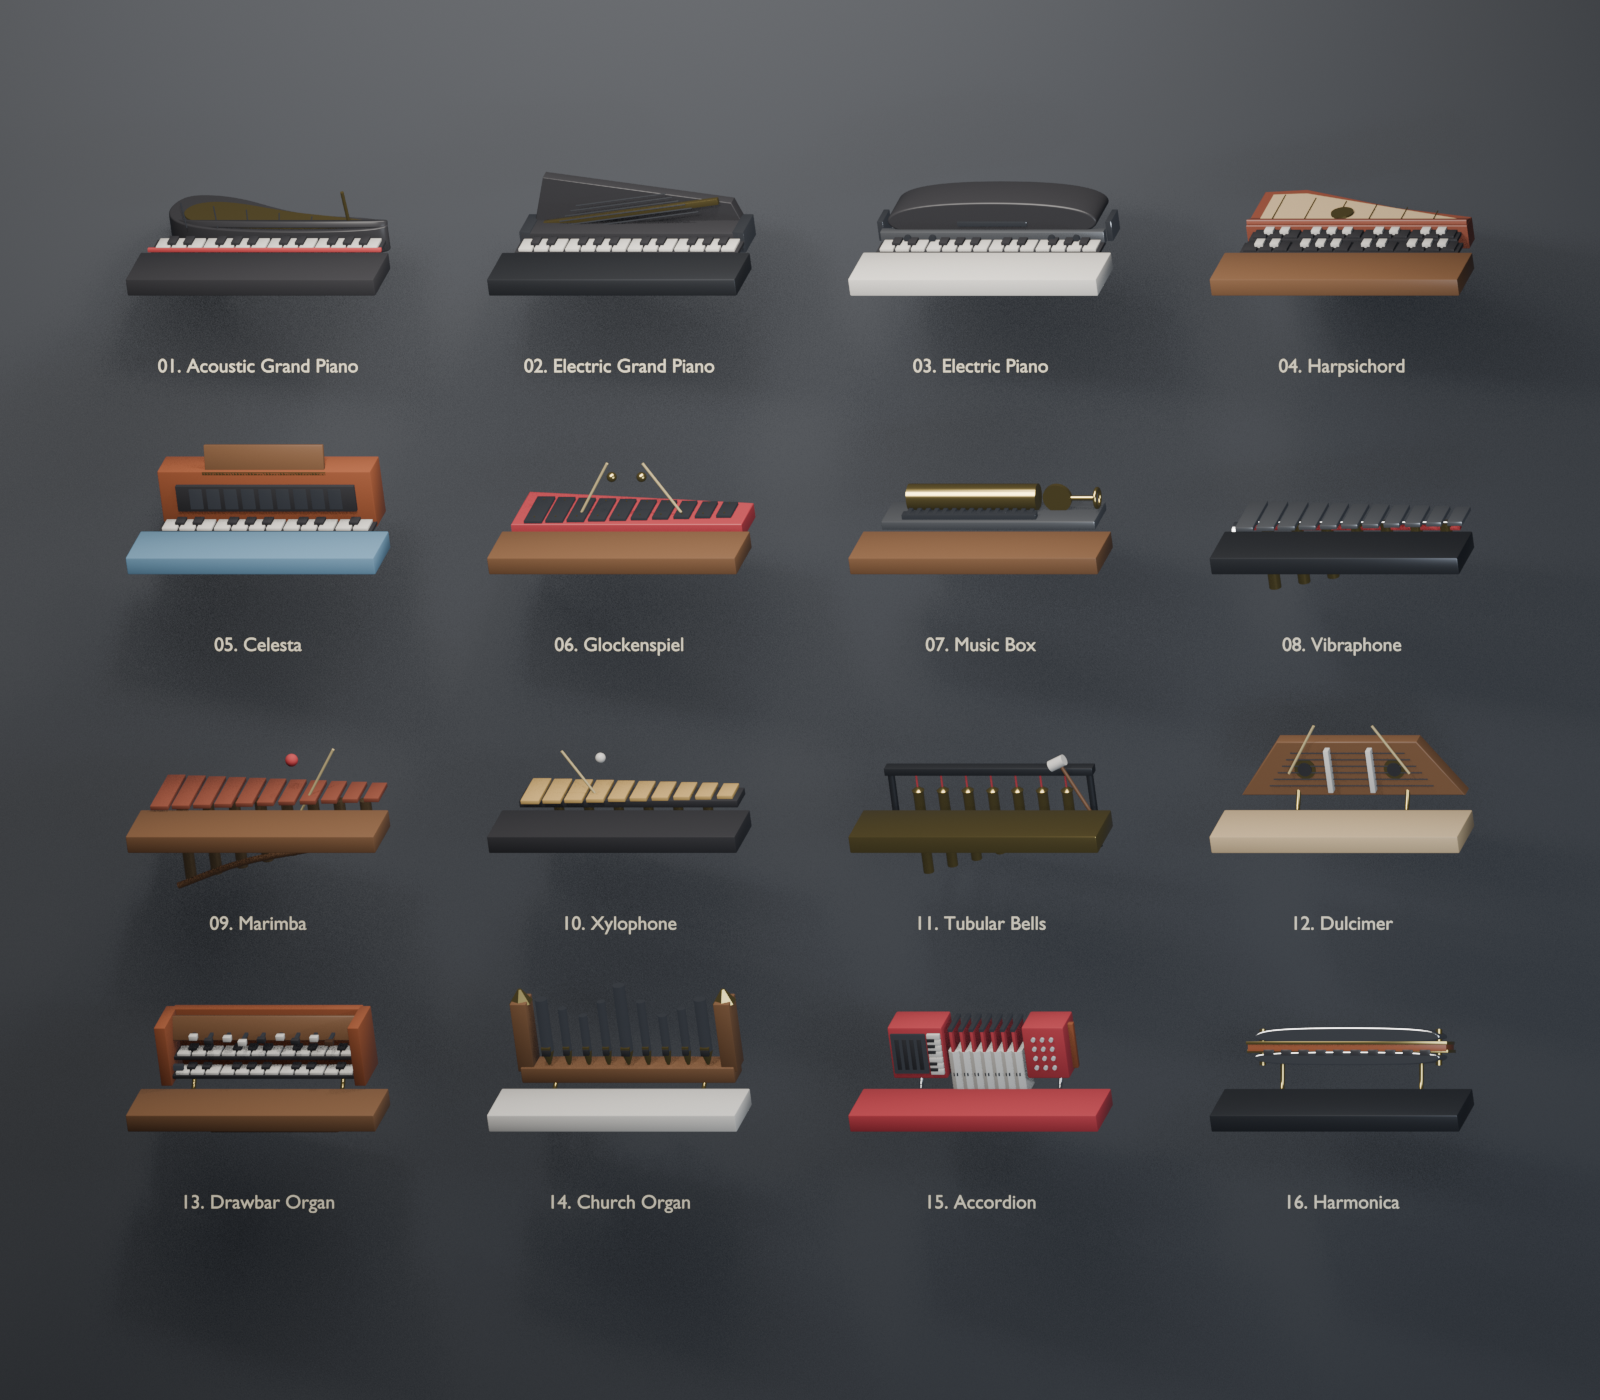 01. Acoustic Grand Piano
02. Electric Grand Piano
03. Electric Piano
04. Harpsichord
05. Celesta
06. Glockenspiel
07. Music Box
08. Vibraphone
09. Marimba
10. Xylophone
11. Tubular Bells
12. Dulcimer
13. Drawbar Organ
14. Church Organ
15. Accordion
16. Harmonica